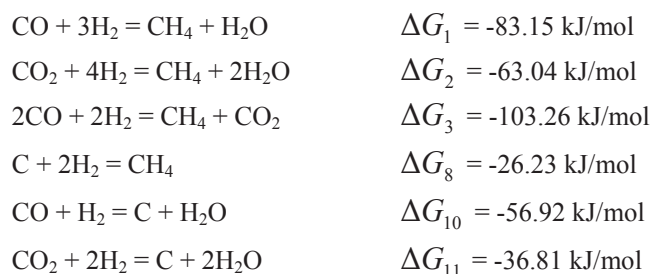 CO + 3H₂ = CH₄ + H₂O ΔG₁ = -83.15 kJ/mol
CO₂ + 4H₂ = CH₄ + 2H₂O ΔG₂ = -63.04 kJ/mol
2CO + 2H₂ = CH₄ + CO₂ ΔG₃ = -103.26 kJ/mol
C + 2H₂ = CH₄ ΔG₈ = -26.23 kJ/mol
CO + H₂ = C + H₂O ΔG₁₀ = -56.92 kJ/mol
CO₂ + 2H₂ = C + 2H₂O ΔG₁₁ = -36.81 kJ/mol